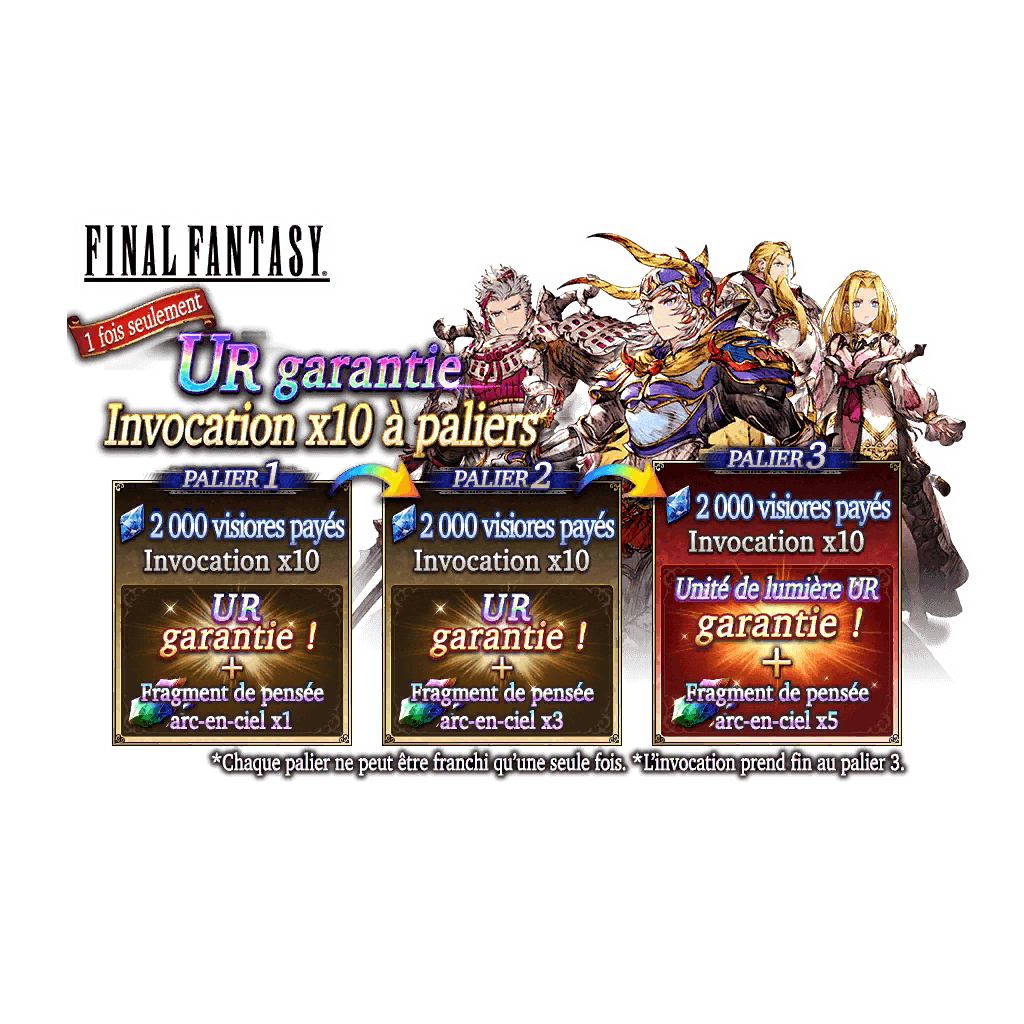 FINAL FANTASY®
1 fois seulement
UR garantie
Invocation x10 à paliers
PALIER 1
2 000 visiores payés
Invocation x10
UR
garantie !
+
Fragment de pensée
arc-en-ciel x1
PALIER 2
2 000 visiores payés
Invocation x10
UR
garantie !
+
Fragment de pensée
arc-en-ciel x3
PALIER 3
2 000 visiores payés
Invocation x10
Unité de lumière UR
garantie !
+
Fragment de pensée
arc-en-ciel x5
*Chaque palier ne peut être franchi qu'une seule fois. *L'invocation prend fin au palier 3.